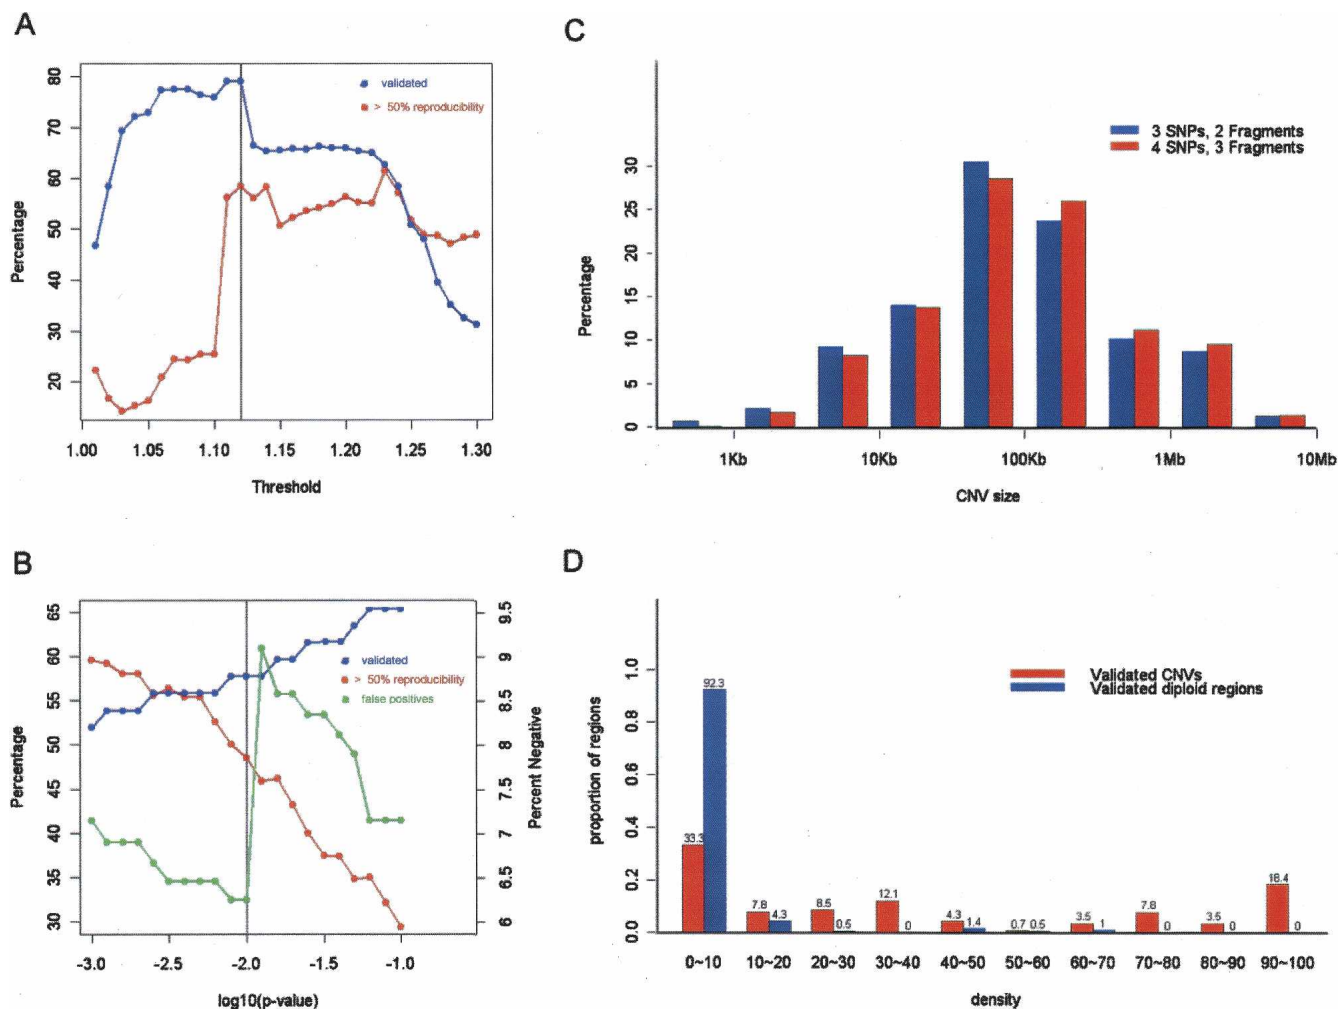 A
Percentage
80
70
60
50
40
30
20
validated
> 50% reproducibility
1.00 1.05 1.10 1.15 1.20 1.25 1.30
Threshold
C
Percentage
30
25
20
15
10
5
0
3 SNPs, 2 Fragments
4 SNPs, 3 Fragments
1Kb 10Kb 100Kb 1Mb 10Mb
CNV size
B
Percentage
65
60
55
50
45
40
35
30
validated
> 50% reproducibility
false positives
9.5
9
8.5
8
7.5
7
6.5
6
Percent Negative
-3.0 -2.5 -2.0 -1.5 -1.0
log10(p-value)
D
proportion of regions
1.0
0.8
0.6
0.4
0.2
0.0
Validated CNVs
Validated diploid regions
33.3 92.3 7.8 4.3 8.5 0.5 12.1 0 4.3 1.4 0.7 0.5 3.5 1 7.8 0 3.5 0 18.4 0
0~10 10~20 20~30 30~40 40~50 50~60 60~70 70~80 80~90 90~100
density